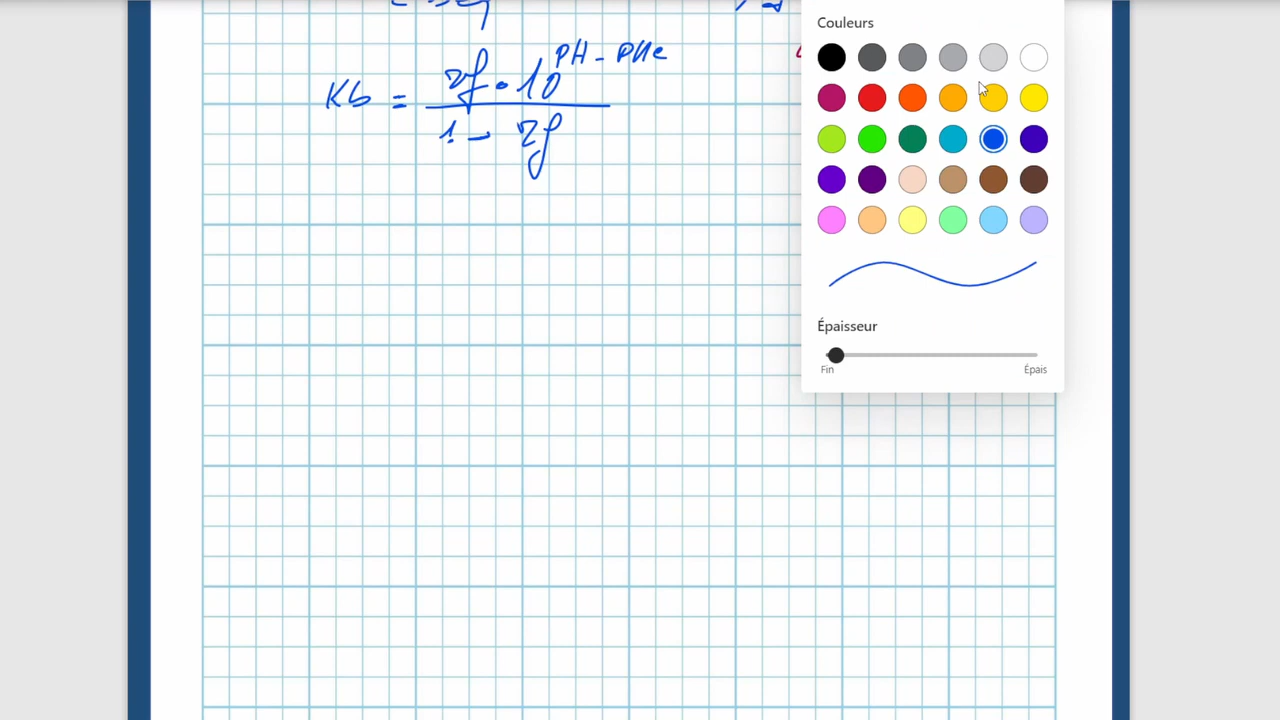 Couleurs
PH - PKe
Kb = τf · 10
1 - τf
Épaisseur
Fin Épais